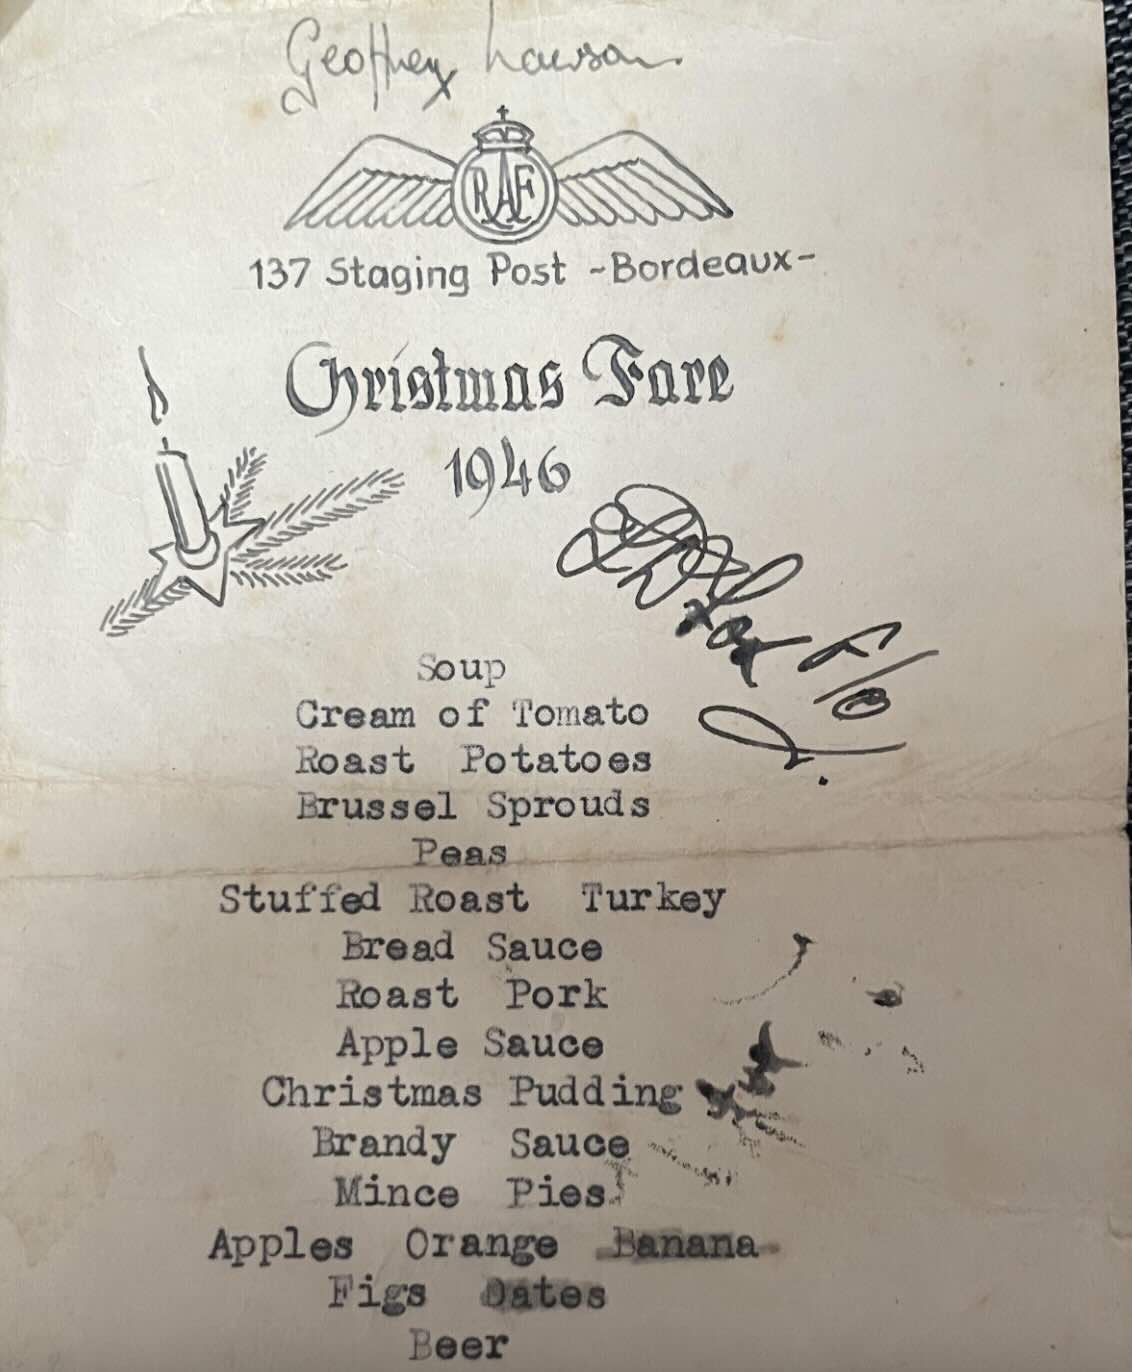 Geoffrey Lawson.
RAF
137 Staging Post -Bordeaux-
Christmas Fare
1946
F/O
Soup
Cream of Tomato
Roast Potatoes
Brussel Sprouds
Peas
Stuffed Roast Turkey
Bread Sauce
Roast Pork
Apple Sauce
Christmas Pudding
Brandy Sauce
Mince Pies
Apples Orange Banana
Figs Dates
Beer